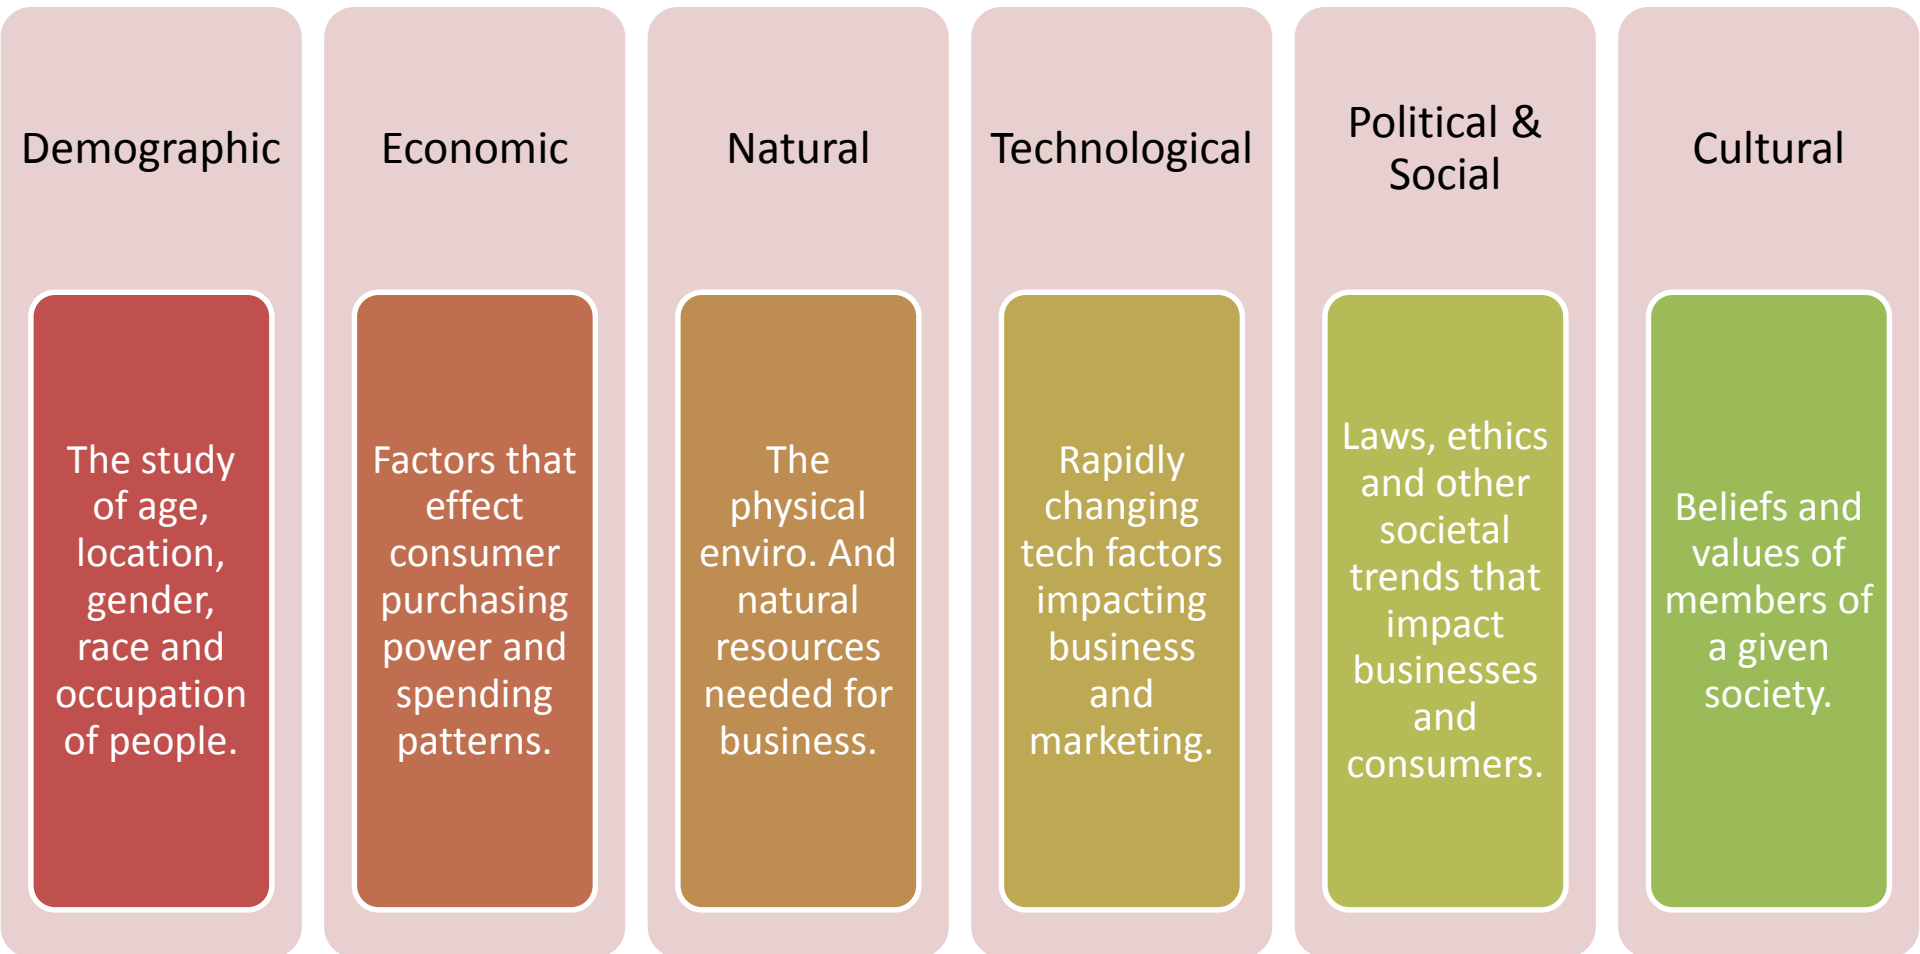 Demographic
The study
of age,
location,
gender,
race and
occupation
of people.
Economic
Factors that
effect
consumer
purchasing
power and
spending
patterns.
Natural
The
physical
enviro. And
natural
resources
needed for
business.
Technological
Rapidly
changing
tech factors
impacting
business
and
marketing.
Political &
Social
Laws, ethics
and other
societal
trends that
impact
businesses
and
consumers.
Cultural
Beliefs and
values of
members of
a given
society.